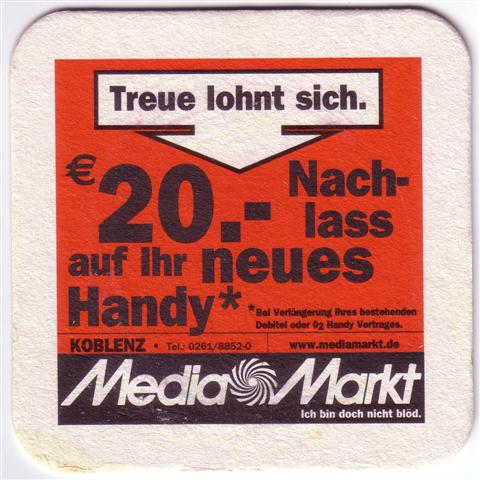 Treue lohnt sich.
€ 20.- Nach-
lass
auf Ihr neues
Handy*
*Bei Verlängerung Ihres bestehenden
Debitel oder O2 Handy Vertrages.
KOBLENZ • Tel.: 0261/8852-0 www.mediamarkt.de
Media Markt
Ich bin doch nicht blöd.